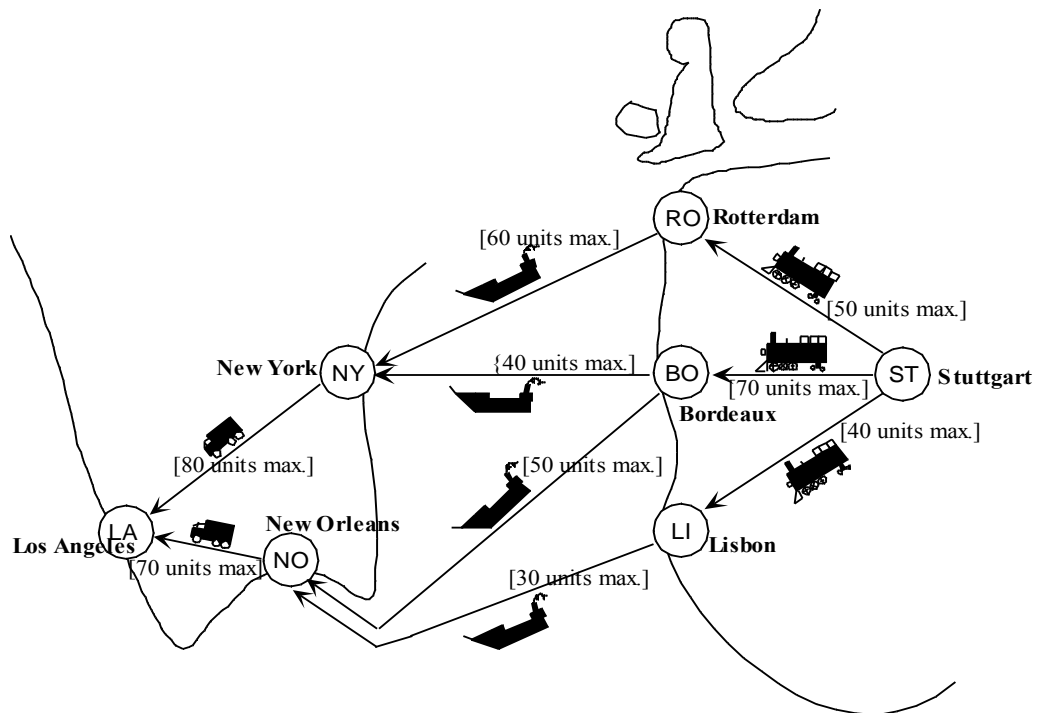 RO Rotterdam
[60 units max.]
[50 units max.]
New York NY
{40 units max.]
BO
Bordeaux
[70 units max.]
ST Stuttgart
[40 units max.]
[80 units max.]
[50 units max.]
New Orleans
LA
Los Angeles
[70 units max]
NO
LI Lisbon
[30 units max.]